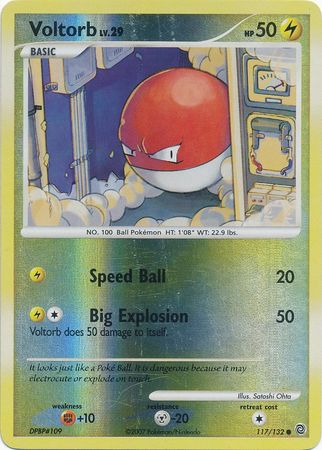 Voltorb LV.29 HP 50
BASIC
NO. 100 Ball Pokémon HT: 1'08" WT: 22.9 lbs.
Speed Ball 20
Big Explosion 50
Voltorb does 50 damage to itself.
It looks just like a Poké Ball. It is dangerous because it may
electrocute or explode on touch.
weakness resistance retreat cost
+10 -20
DPBP#109 ©2007 Pokémon/Nintendo 117/132